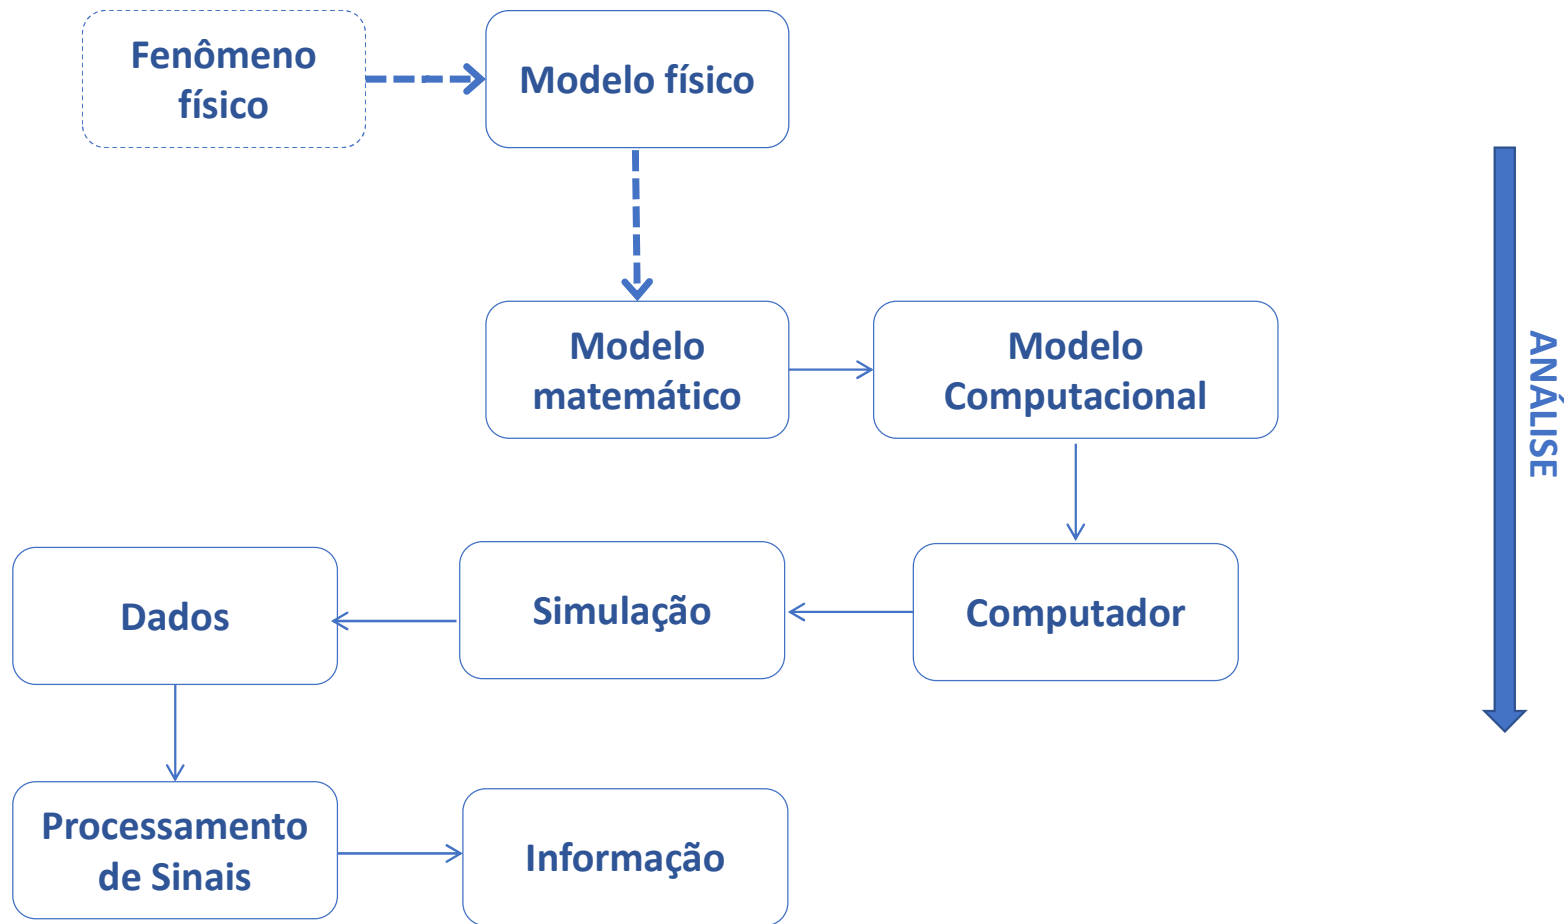 Fenômeno
físico
Modelo físico
Modelo
matemático
Modelo
Computacional
ANÁLISE
Dados
Simulação
Computador
Processamento
de Sinais
Informação